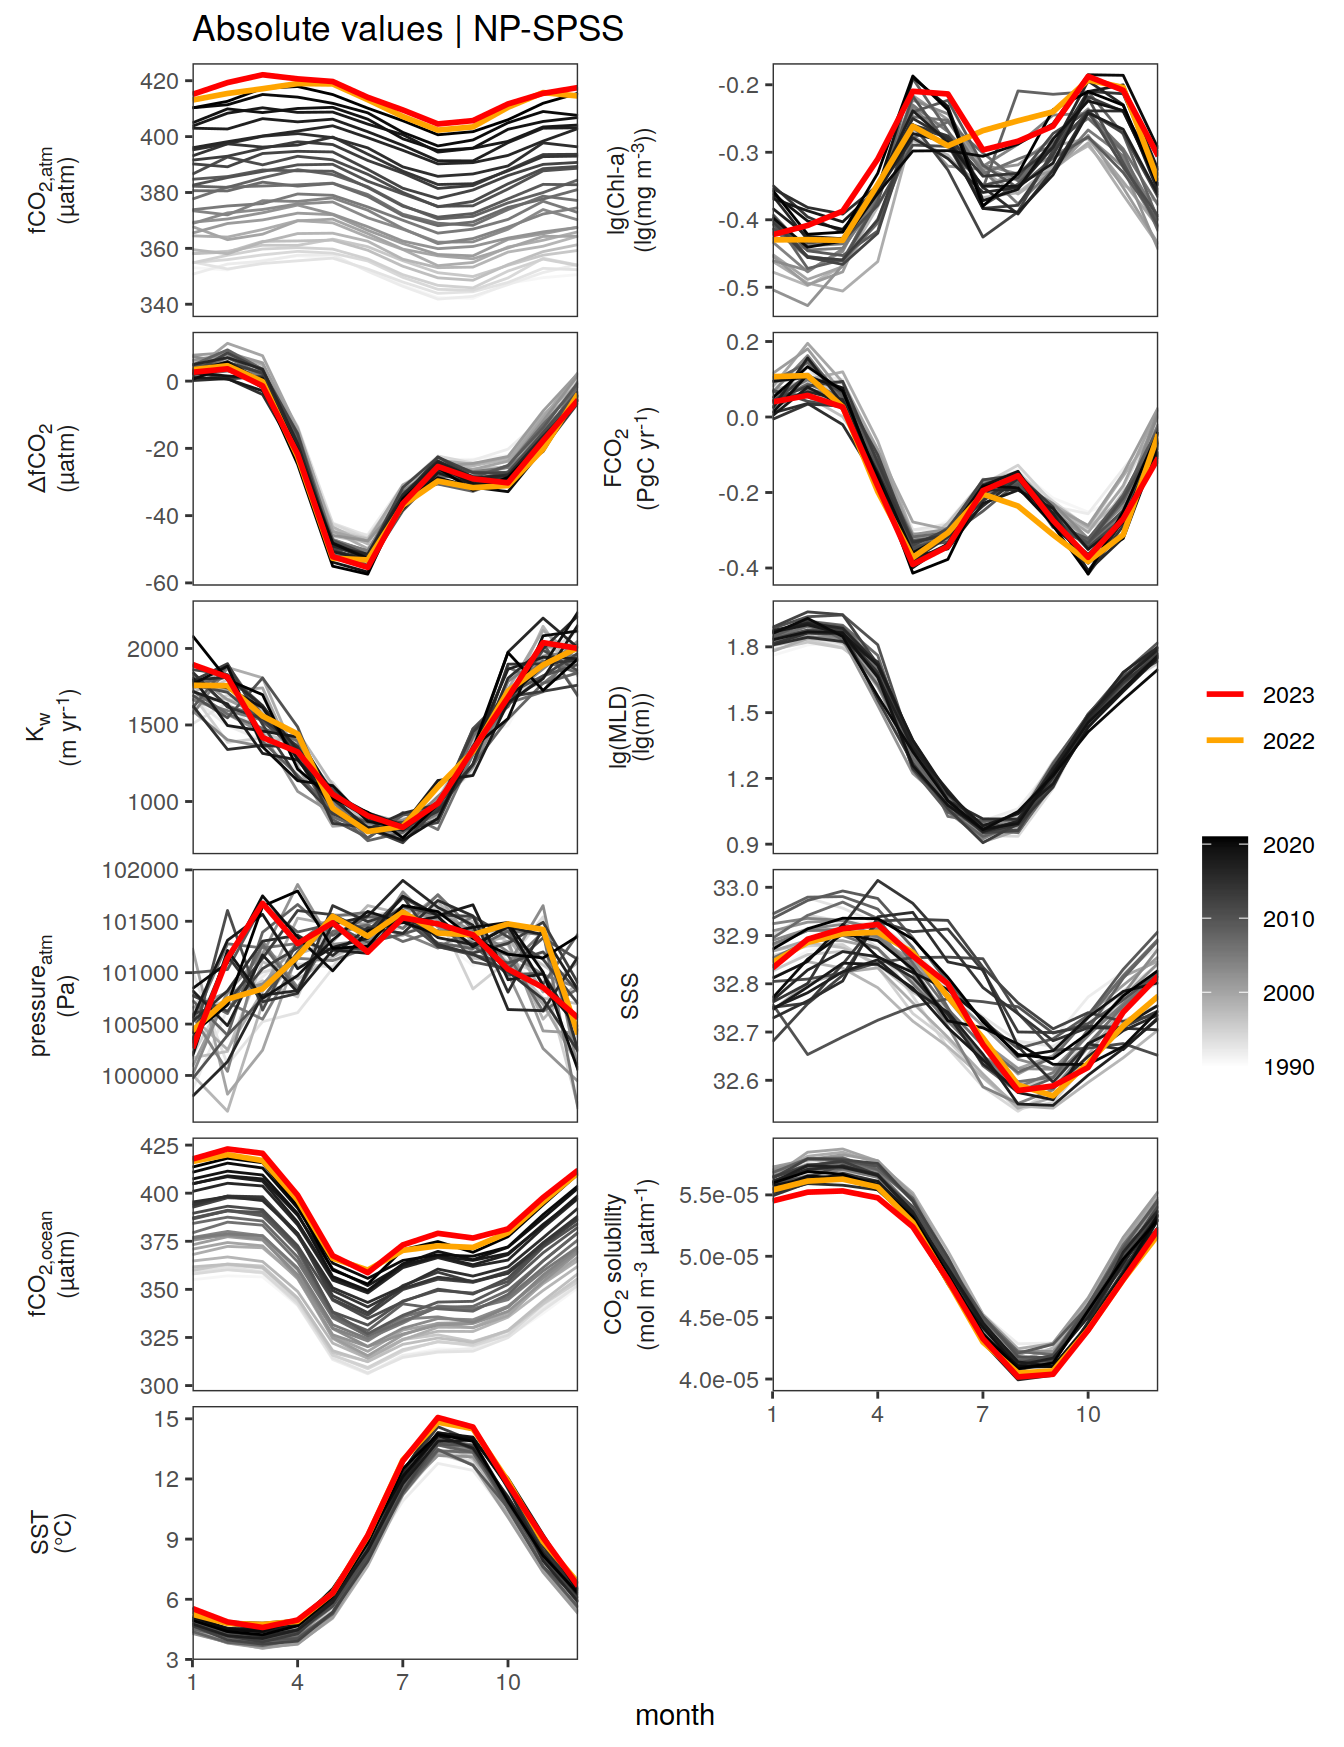 Absolute values | NP-SPSS
fCO2,atm
(µatm)
420
400
380
360
340
lg(Chl-a)
(lg(mg m-3))
-0.2
-0.3
-0.4
-0.5
ΔfCO2
(µatm)
0
-20
-40
-60
FCO2
(PgC yr-1)
0.2
0.0
-0.2
-0.4
Kw
(m yr-1)
2000
1500
1000
lg(MLD)
(lg(m))
1.8
1.5
1.2
0.9
pressureatm
(Pa)
102000
101500
101000
100500
100000
SSS
33.0
32.9
32.8
32.7
32.6
fCO2,ocean
(µatm)
425
400
375
350
325
300
CO2 solubility
(mol m-3 µatm-1)
5.5e-05
5.0e-05
4.5e-05
4.0e-05
1 4 7 10
SST
(°C)
15
12
9
6
3
1 4 7 10
month
2023
2022
2020
2010
2000
1990